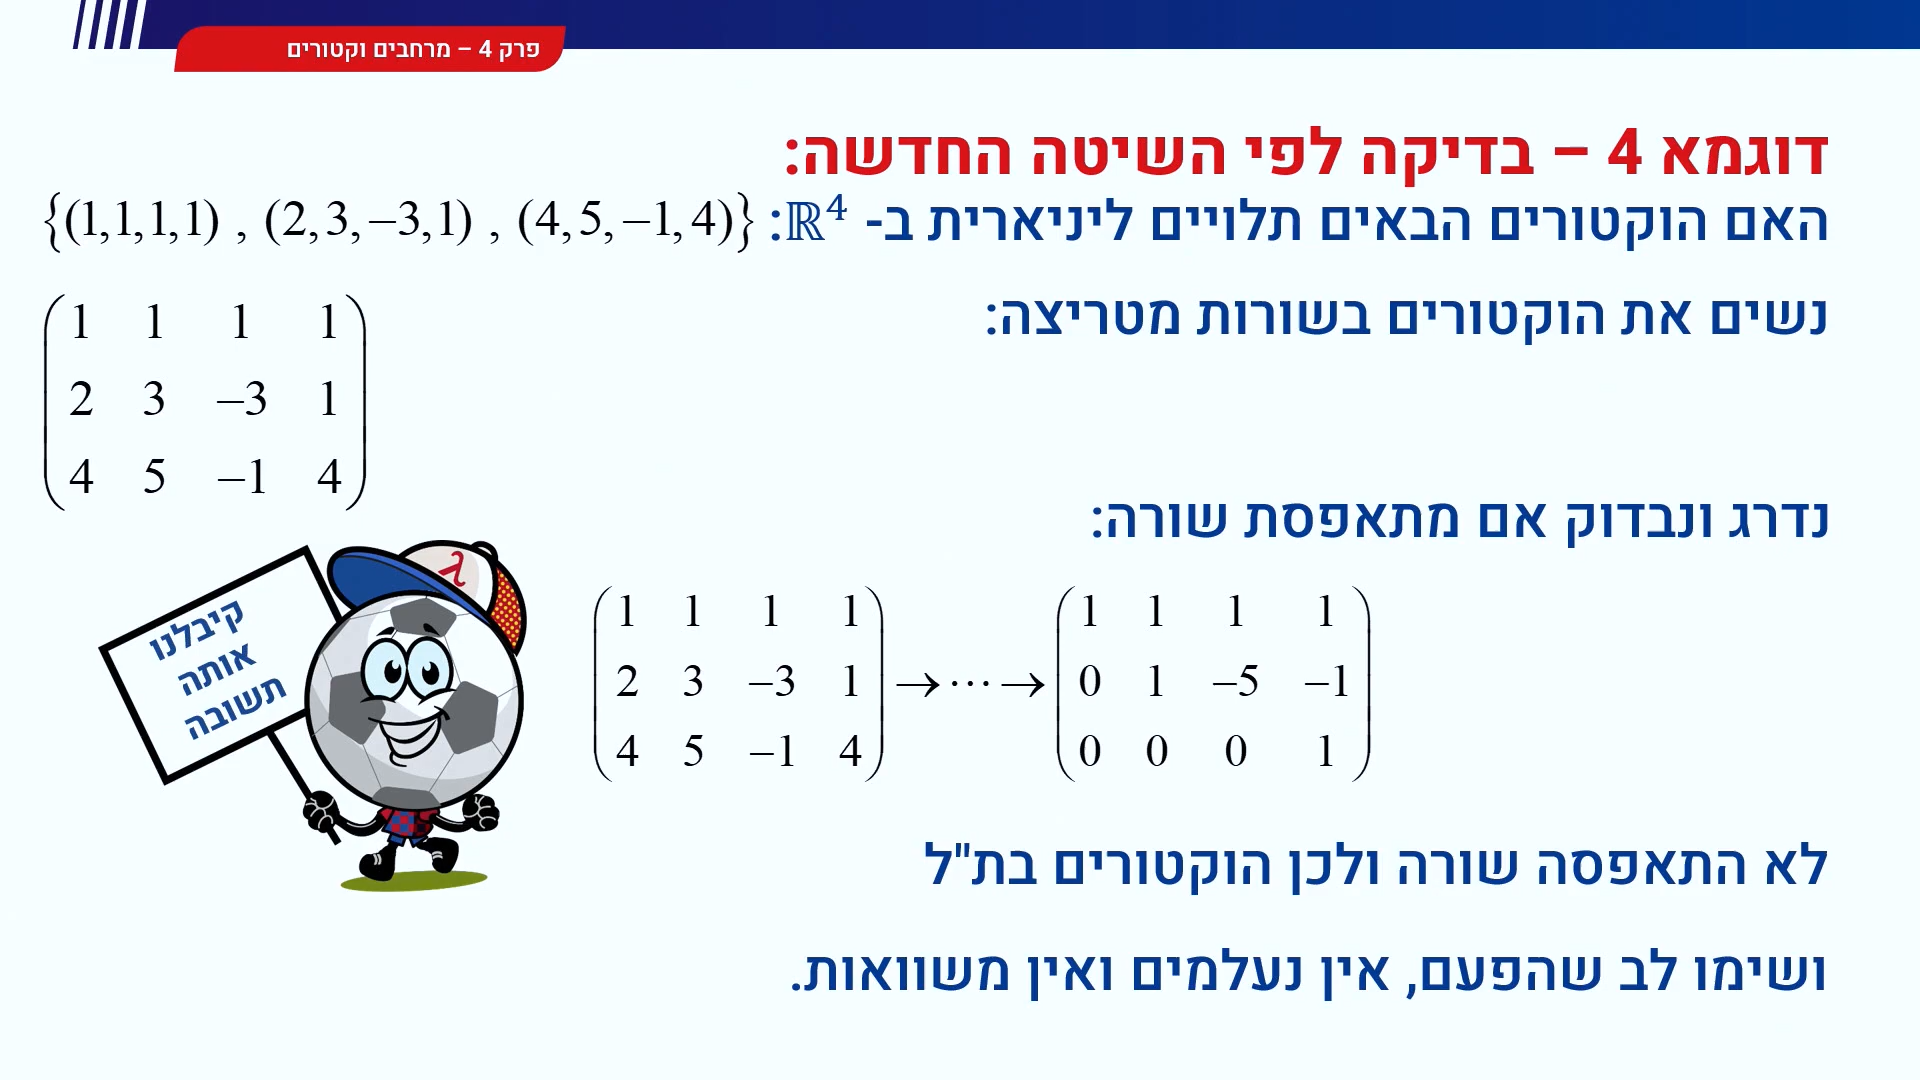 פרק 4 – מרחבים וקטורים
דוגמא 4 – בדיקה לפי השיטה החדשה:
האם הוקטורים הבאים תלויים ליניארית ב- ℝ⁴: {(1,1,1,1) , (2,3,−3,1) , (4,5,−1,4)}
נשים את הוקטורים בשורות מטריצה:
1 1 1 1
2 3 −3 1
4 5 −1 4
נדרג ונבדוק אם מתאפסת שורה:
1 1 1 1 1 1 1 1
2 3 −3 1 →⋯→ 0 1 −5 −1
4 5 −1 4 0 0 0 1
λ
קיבלנו
אותה
תשובה
לא התאפסה שורה ולכן הוקטורים בת"ל
ושימו לב שהפעם, אין נעלמים ואין משוואות.